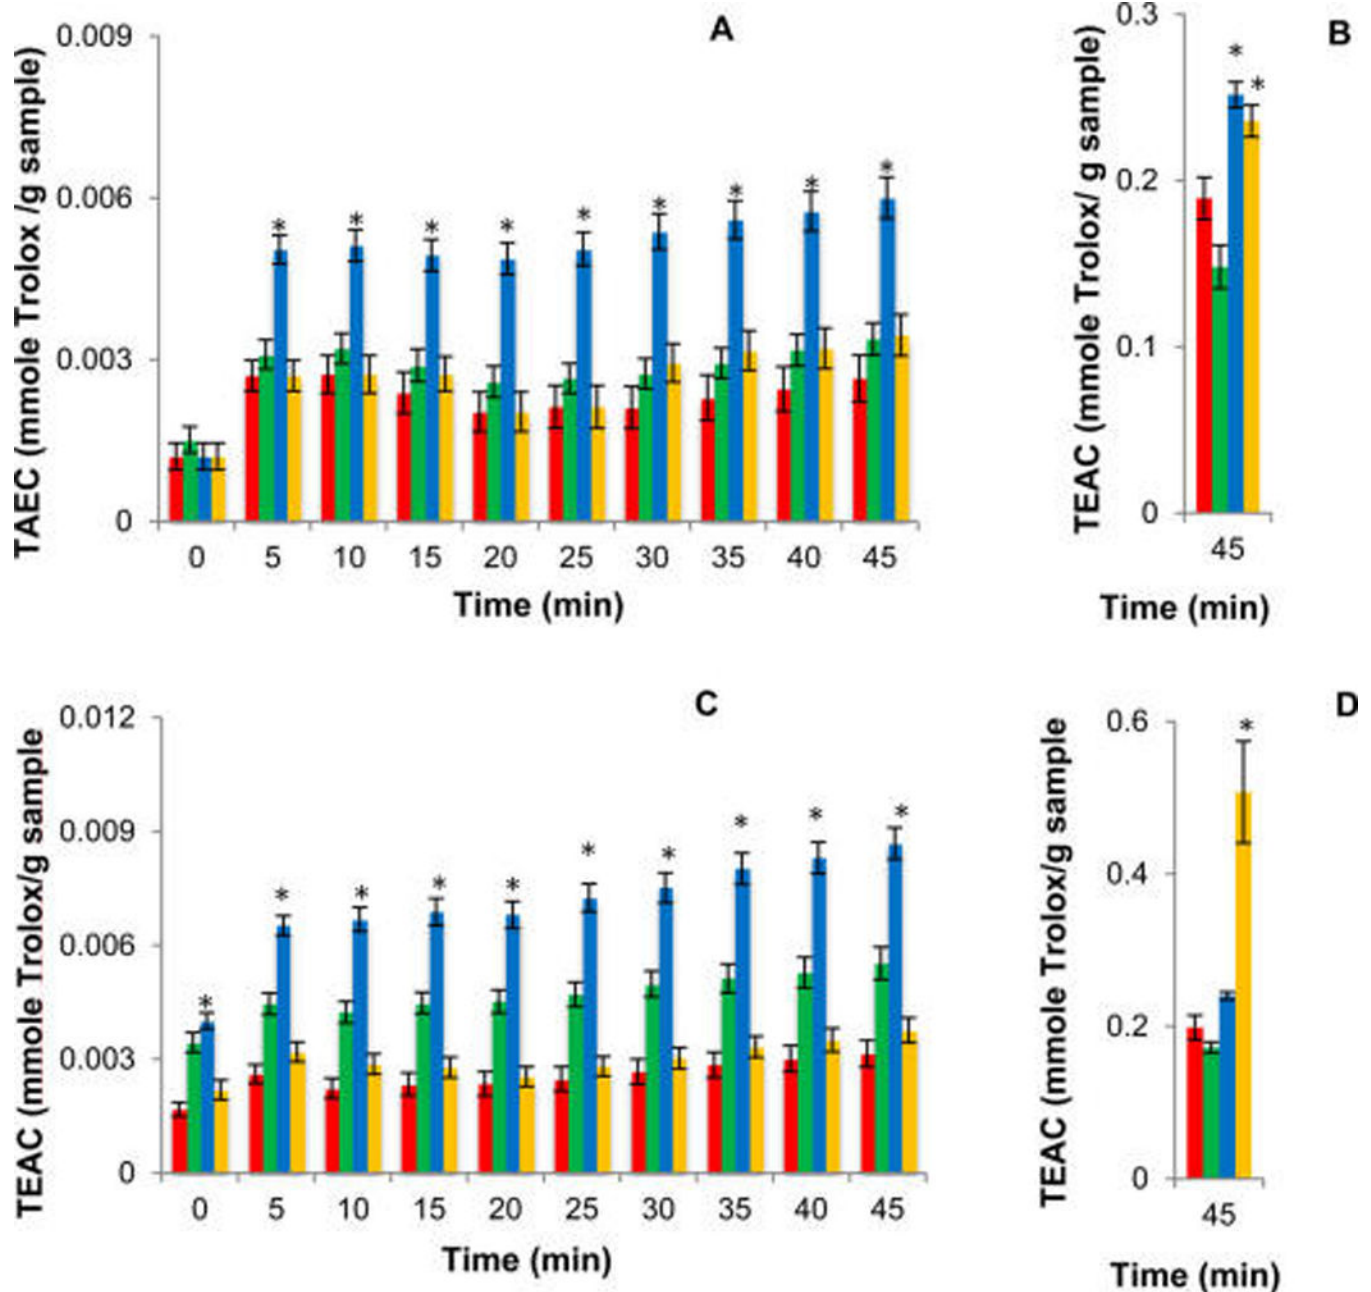 A
TAEC (mmole Trolox /g sample)
0.009
0.006
0.003
0
* * * * * * * * *
0 5 10 15 20 25 30 35 40 45
Time (min)
B
TEAC (mmole Trolox/ g sample)
0.3
0.2
0.1
0
* *
45
Time (min)
C
TEAC (mmole Trolox/g sample
0.012
0.009
0.006
0.003
0
* * * * * * * * * *
0 5 10 15 20 25 30 35 40 45
Time (min)
D
TEAC (mmole Trolox/g sample
0.6
0.4
0.2
0
*
45
Time (min)